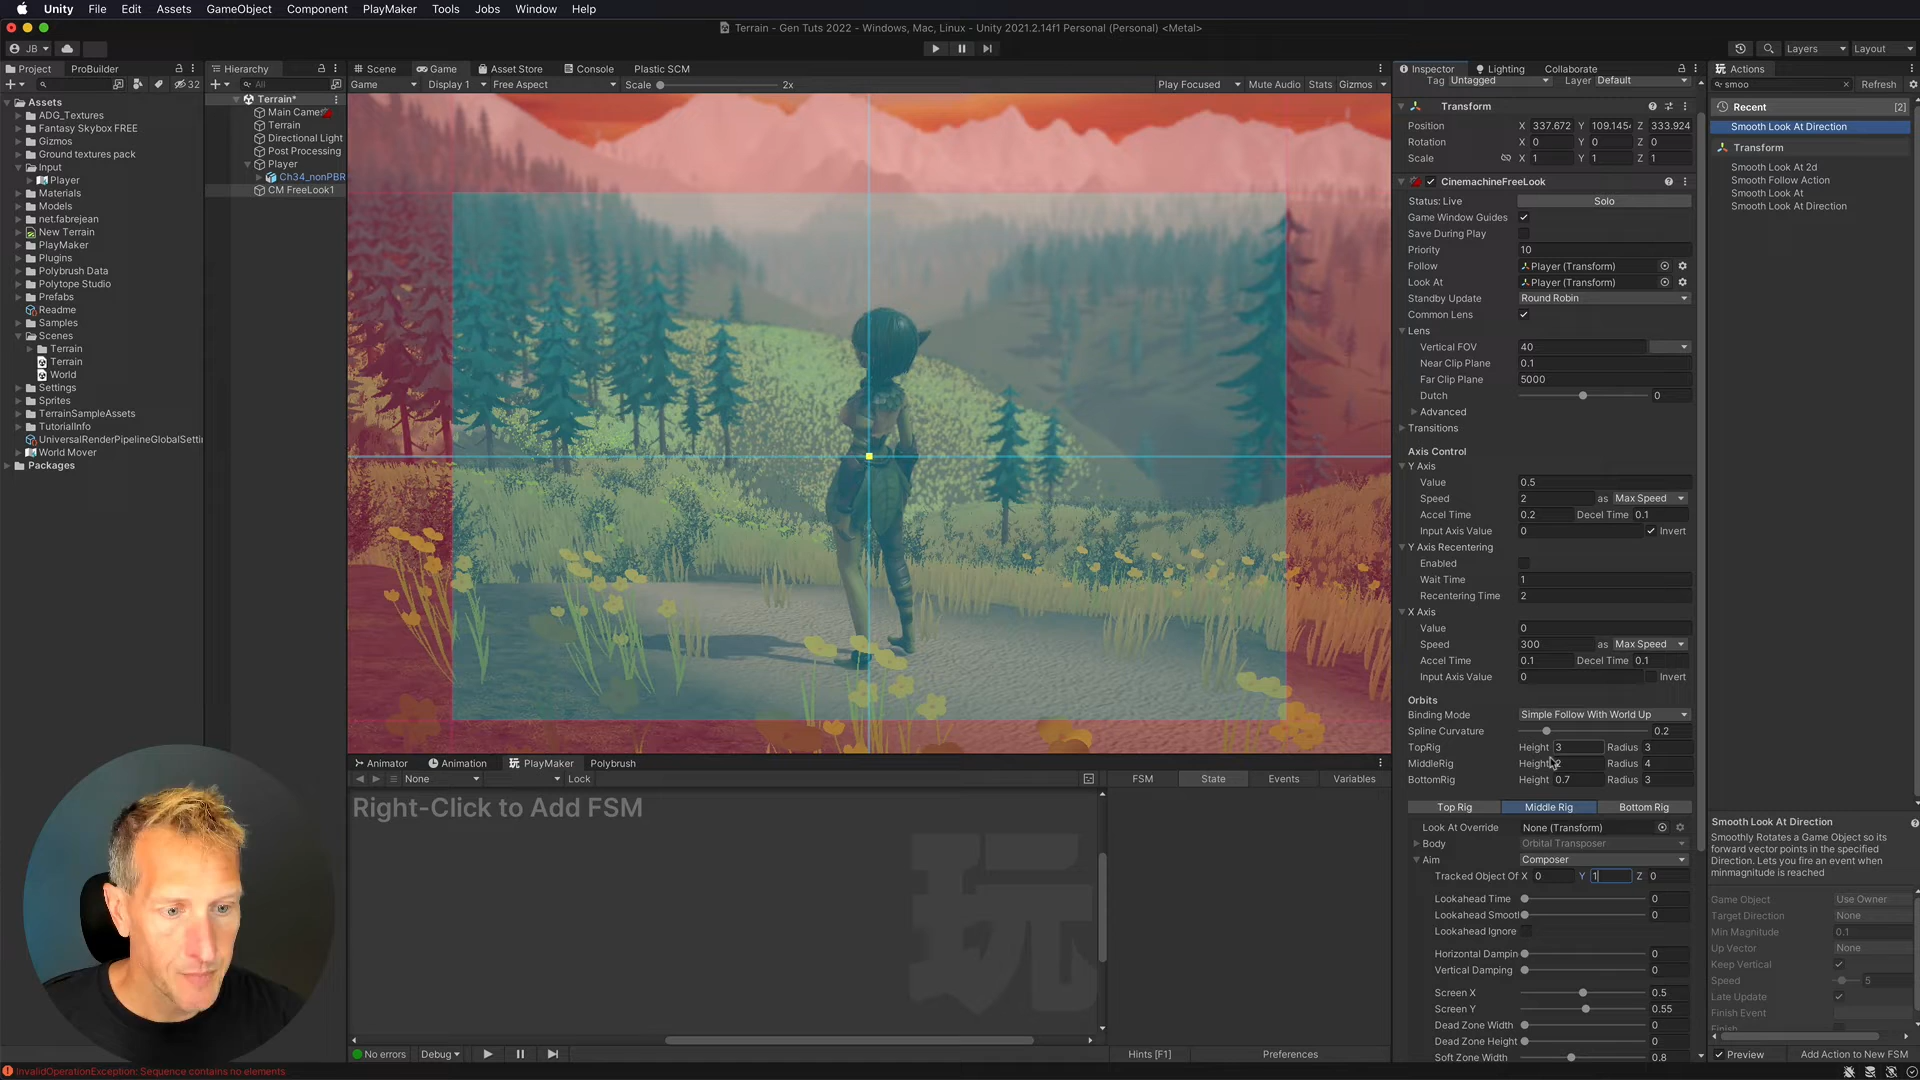 Unity File Edit Assets GameObject Component PlayMaker Tools Jobs Window Help
Terrain - Gen Tuts 2022 - Windows, Mac, Linux - Unity 2021.2.14f1 Personal (Personal) <Metal>
JB
Layers
Layout
Project
ProBuilder
32
Assets
ADG_Textures
Fantasy Skybox FREE
Gizmos
Ground textures pack
Input
Player
Materials
Models
net.fabrejean
New Terrain
PlayMaker
Plugins
Polybrush Data
Polytope Studio
Prefabs
Readme
Samples
Scenes
Terrain
Terrain
World
Settings
Sprites
TerrainSampleAssets
TutorialInfo
UniversalRenderPipelineGlobalSetti
World Mover
Packages
Hierarchy
All
Terrain*
Main Came
Terrain
Directional Light
Post Processing
Player
Ch34_nonPBR
CM FreeLook1
Scene Game Asset Store Console Plastic SCM
Game Display 1 Free Aspect Scale 2x Play Focused Mute Audio Stats Gizmos
Animator Animation PlayMaker Polybrush
None Lock FSM State Events Variables
Right-Click to Add FSM
玩
No errors Debug Hints [F1] Preferences
InvalidOperationException: Sequence contains no elements
Inspector Lighting Collaborate
Tag Untagged Layer Default
Transform
Position X 337.672 Y 109.145 Z 333.924
Rotation X 0 Y 0 Z 0
Scale X 1 Y 1 Z 1
CinemachineFreeLook
Status: Live Solo
Game Window Guides
Save During Play
Priority 10
Follow Player (Transform)
Look At Player (Transform)
Standby Update Round Robin
Common Lens
Lens
Vertical FOV 40
Near Clip Plane 0.1
Far Clip Plane 5000
Dutch 0
Advanced
Transitions
Axis Control
Y Axis
Value 0.5
Speed 2 as Max Speed
Accel Time 0.2 Decel Time 0.1
Input Axis Value 0 Invert
Y Axis Recentering
Enabled
Wait Time 1
Recentering Time 2
X Axis
Value 0
Speed 300 as Max Speed
Accel Time 0.1 Decel Time 0.1
Input Axis Value 0 Invert
Orbits
Binding Mode Simple Follow With World Up
Spline Curvature 0.2
TopRig Height 3 Radius 3
MiddleRig Height 2 Radius 4
BottomRig Height 0.7 Radius 3
Top Rig Middle Rig Bottom Rig
Look At Override None (Transform)
Body Orbital Transposer
Aim Composer
Tracked Object Of X 0 Y 1 Z 0
Lookahead Time 0
Lookahead Smoot 0
Lookahead Ignore
Horizontal Dampin 0
Vertical Damping 0
Screen X 0.5
Screen Y 0.55
Dead Zone Width 0
Dead Zone Height 0
Soft Zone Width 0.8
Actions
smoo Refresh
Recent [2]
Smooth Look At Direction
Transform
Smooth Look At 2d
Smooth Follow Action
Smooth Look At
Smooth Look At Direction
Smooth Look At Direction
Smoothly Rotates a Game Object so its
forward vector points in the specified
Direction. Lets you fire an event when
minmagnitude is reached
Game Object Use Owner
Target Direction None
Min Magnitude 0.1
Up Vector None
Keep Vertical
Speed 5
Late Update
Finish Event
Finish
Preview Add Action to New FSM